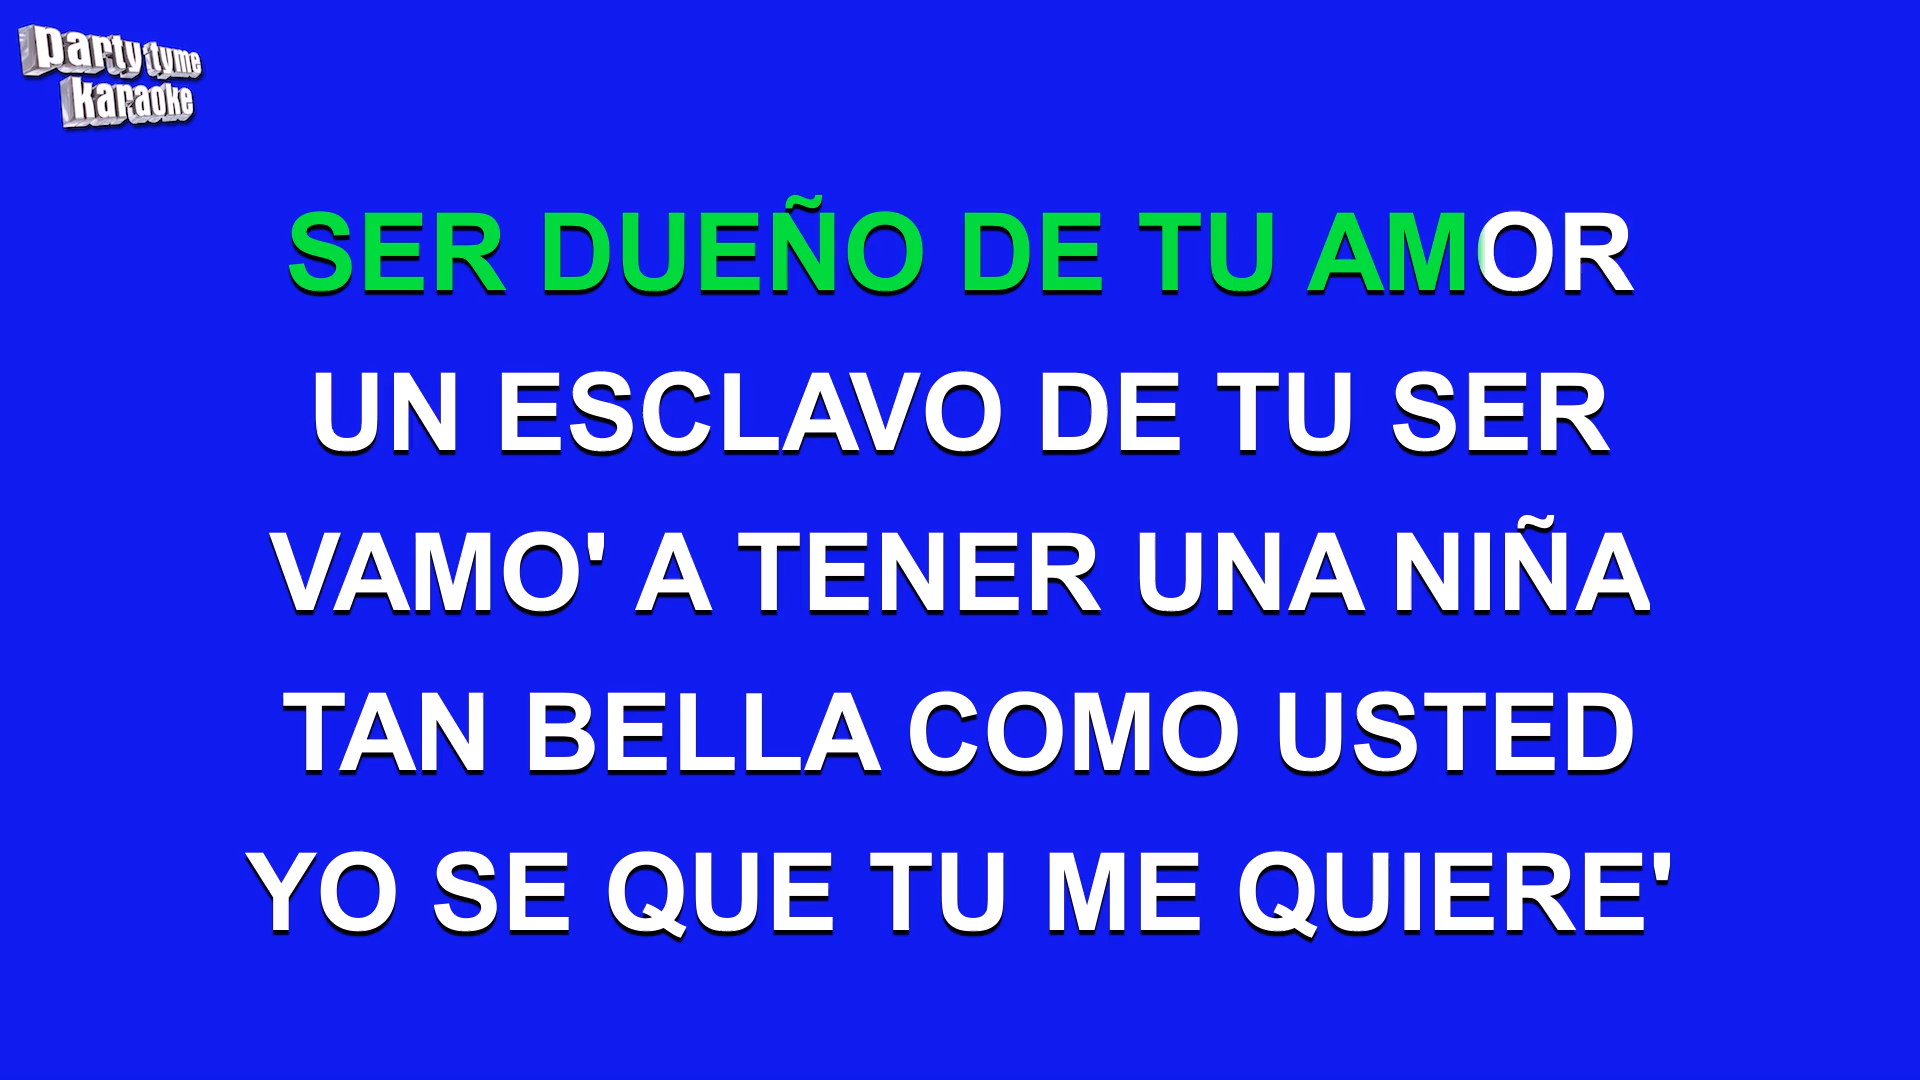 party tyme
karaoke
SER DUEÑO DE TU AMOR
UN ESCLAVO DE TU SER
VAMO' A TENER UNA NIÑA
TAN BELLA COMO USTED
YO SE QUE TU ME QUIERE'